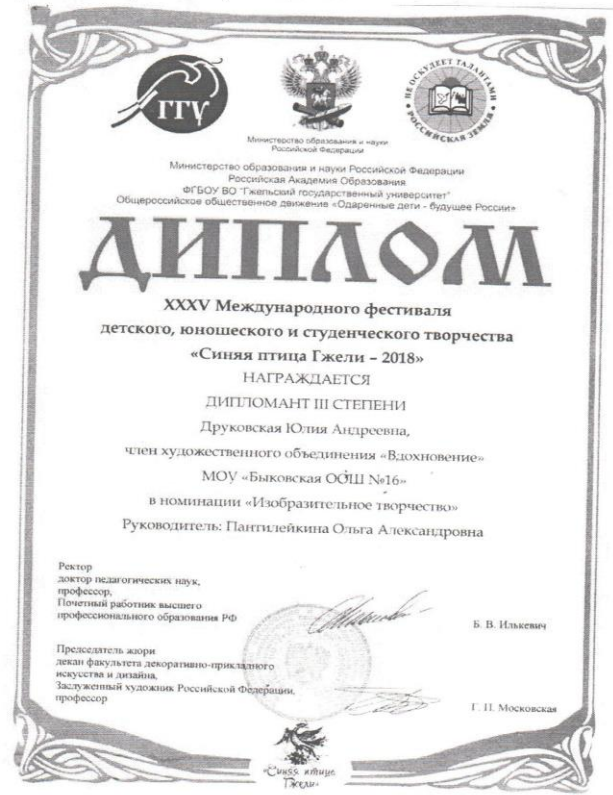 ГГУ
НЕ ОСКУДЕЕТ ТАЛАНТАМИ
РОССИЙСКАЯ ЗЕМЛЯ
Министерство образования и науки
Российской Федерации
Министерство образования и науки Российской Федерации
Российская Академия Образования
ФГБОУ ВО "Гжельский государственный университет"
Общероссийское общественное движение «Одаренные дети - будущее России»
ДИПЛОМ
XXXV Международного фестиваля
детского, юношеского и студенческого творчества
«Синяя птица Гжели – 2018»
НАГРАЖДАЕТСЯ
ДИПЛОМАНТ III СТЕПЕНИ
Друковская Юлия Андреевна,
член художественного объединения «Вдохновение»
МОУ «Быковская ООШ №16»
в номинации «Изобразительное творчество»
Руководитель: Пантилейкина Ольга Александровна
Ректор
доктор педагогических наук,
профессор,
Почетный работник высшего
профессионального образования РФ
Б. В. Илькевич
Председатель жюри
декан факультета декоративно-прикладного
искусства и дизайна,
Заслуженный художник Российской Федерации,
профессор
Г. П. Московская
«Синяя птица
Гжели»